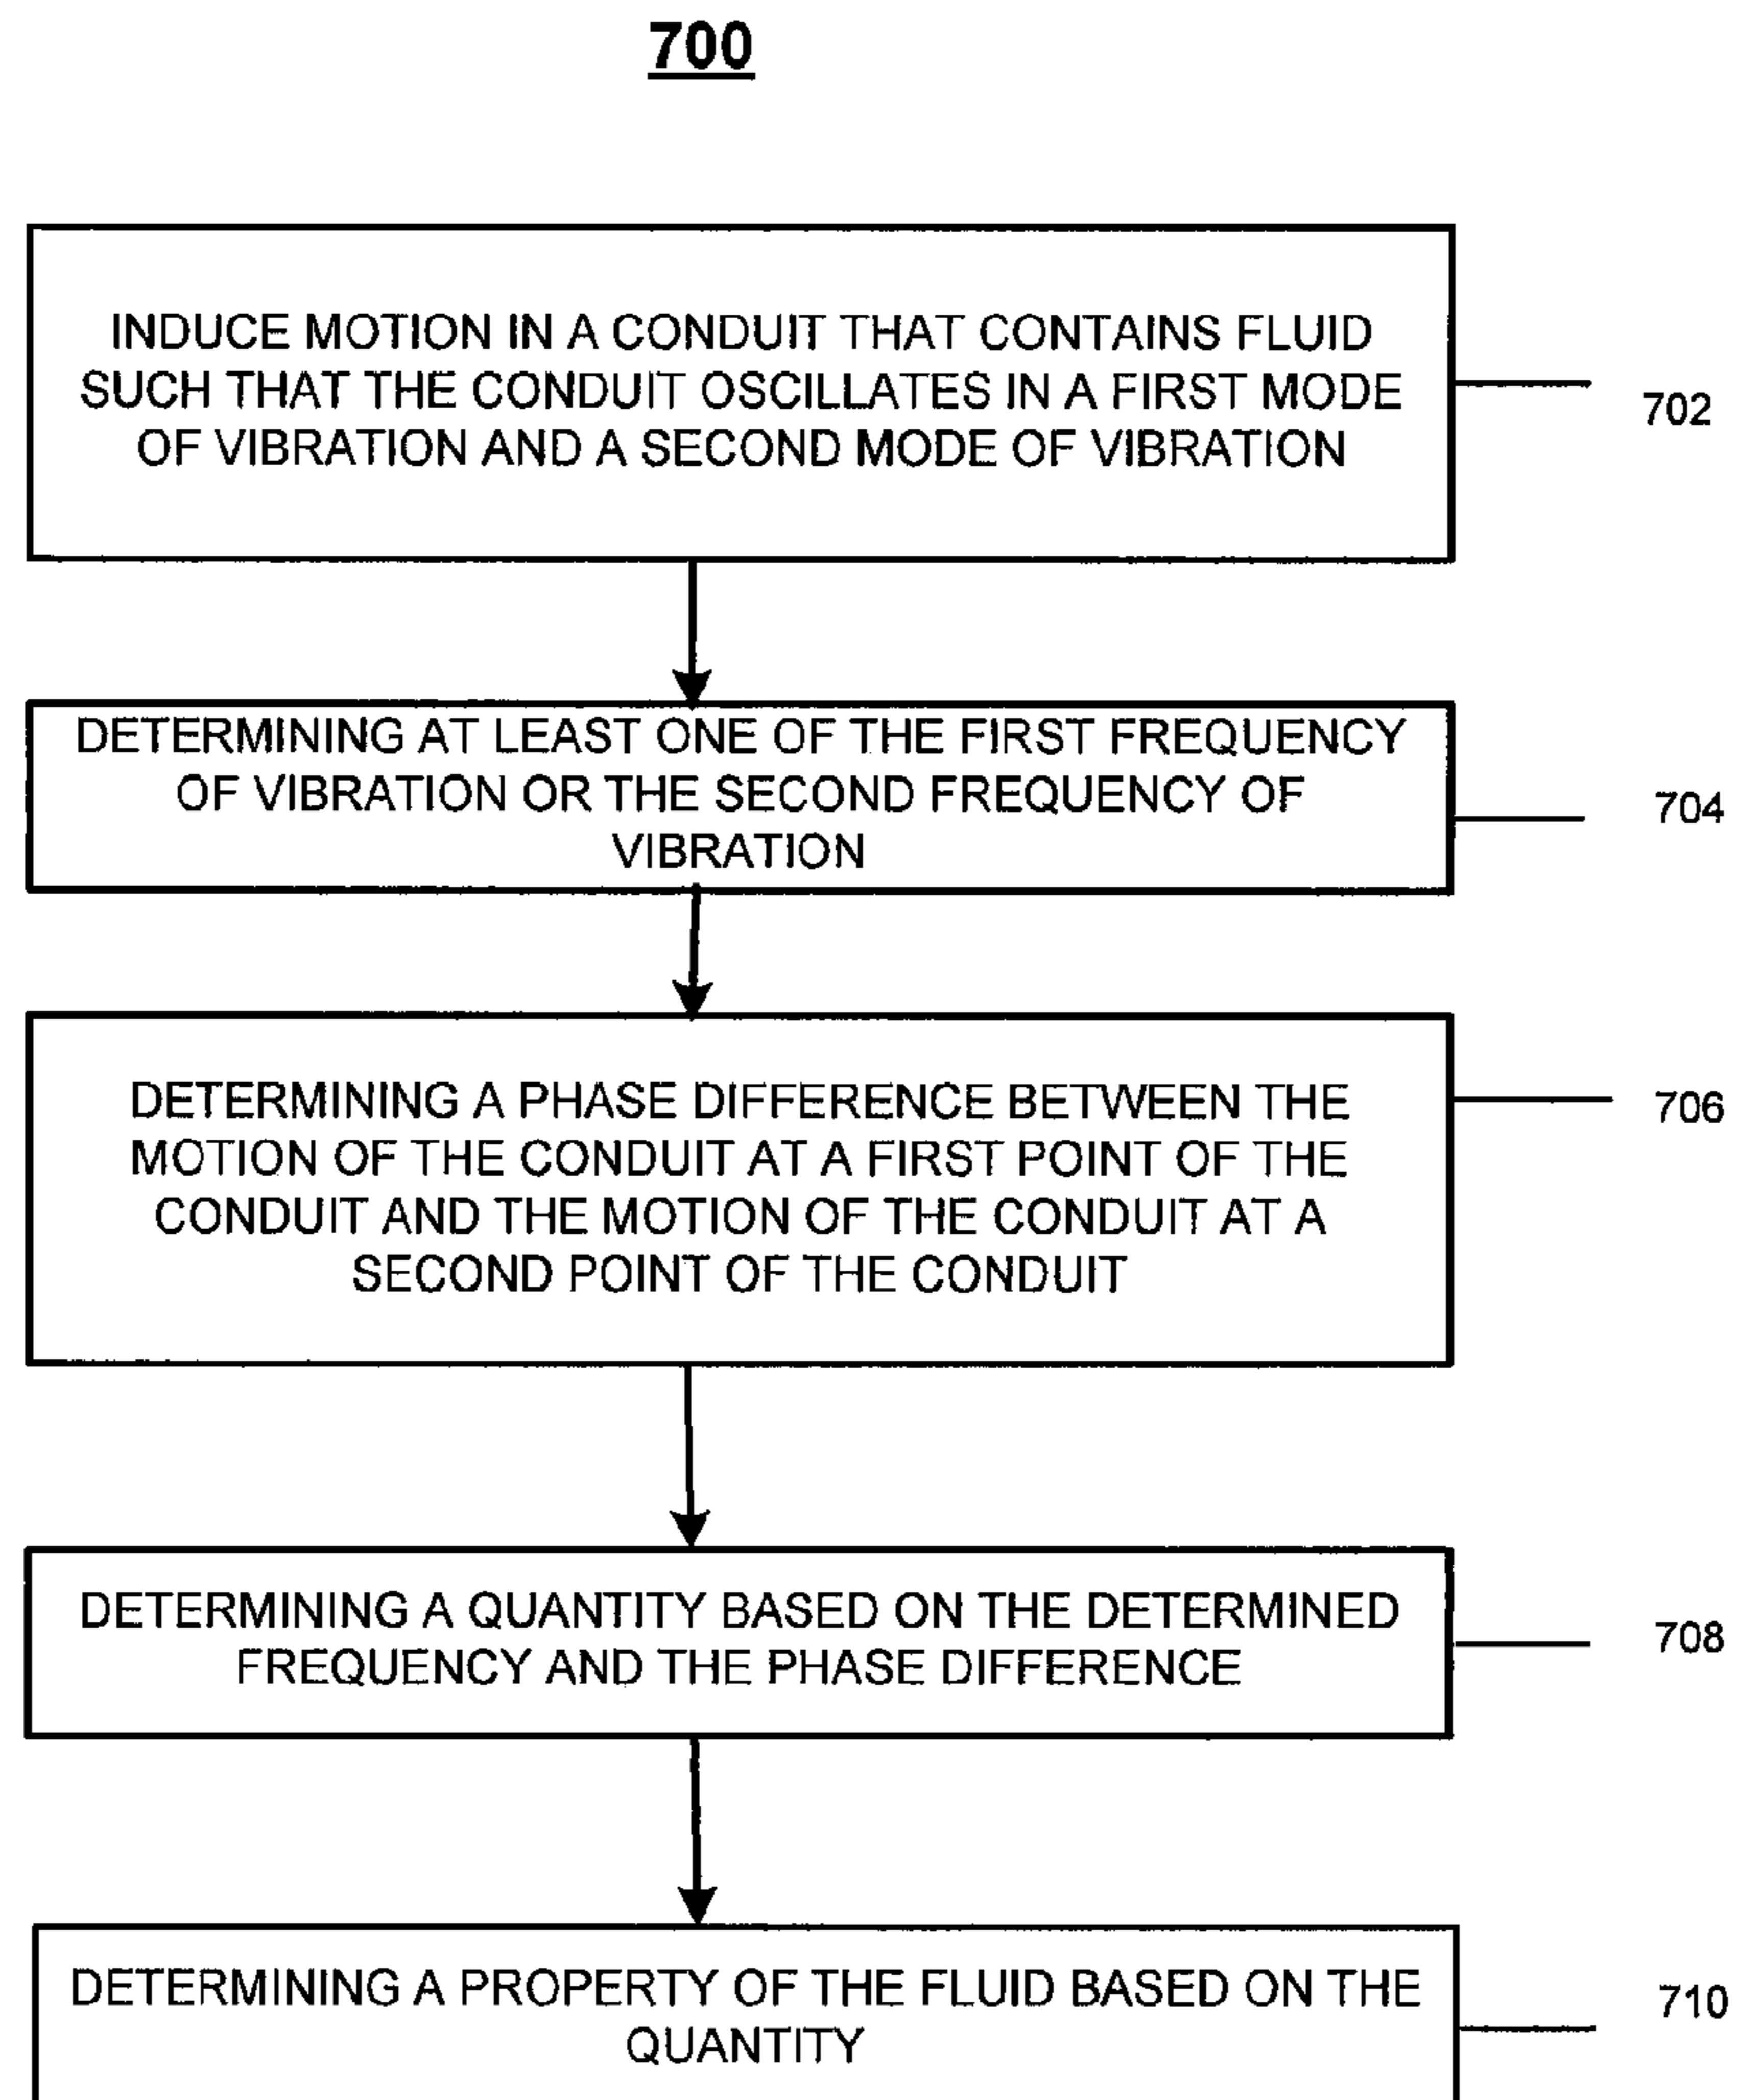 700
INDUCE MOTION IN A CONDUIT THAT CONTAINS FLUID
SUCH THAT THE CONDUIT OSCILLATES IN A FIRST MODE
OF VIBRATION AND A SECOND MODE OF VIBRATION
702
DETERMINING AT LEAST ONE OF THE FIRST FREQUENCY
OF VIBRATION OR THE SECOND FREQUENCY OF
VIBRATION
704
DETERMINING A PHASE DIFFERENCE BETWEEN THE
MOTION OF THE CONDUIT AT A FIRST POINT OF THE
CONDUIT AND THE MOTION OF THE CONDUIT AT A
SECOND POINT OF THE CONDUIT
706
DETERMINING A QUANTITY BASED ON THE DETERMINED
FREQUENCY AND THE PHASE DIFFERENCE
708
DETERMINING A PROPERTY OF THE FLUID BASED ON THE
QUANTITY
710